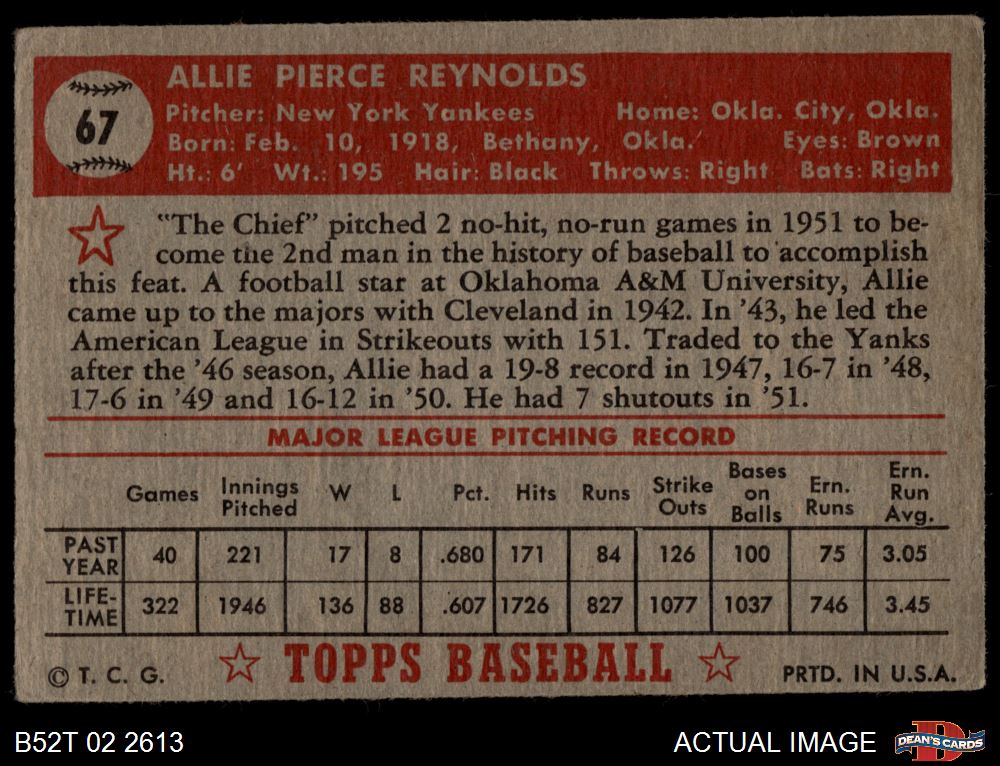 67
ALLIE PIERCE REYNOLDS
Pitcher: New York Yankees Home: Okla. City, Okla.
Born: Feb. 10, 1918, Bethany, Okla. Eyes: Brown
Ht.: 6' Wt.: 195 Hair: Black Throws: Right Bats: Right
"The Chief" pitched 2 no-hit, no-run games in 1951 to be-
come the 2nd man in the history of baseball to accomplish
this feat. A football star at Oklahoma A&M University, Allie
came up to the majors with Cleveland in 1942. In '43, he led the
American League in Strikeouts with 151. Traded to the Yanks
after the '46 season, Allie had a 19-8 record in 1947, 16-7 in '48,
17-6 in '49 and 16-12 in '50. He had 7 shutouts in '51.
MAJOR LEAGUE PITCHING RECORD
Games Innings Pitched W L Pct. Hits Runs Strike Outs Bases on Balls Ern. Runs Ern. Run Avg.
PAST YEAR 40 221 17 8 .680 171 84 126 100 75 3.05
LIFE-TIME 322 1946 136 88 .607 1726 827 1077 1037 746 3.45
© T. C. G. TOPPS BASEBALL PRTD. IN U.S.A.
B52T 02 2613 ACTUAL IMAGE DEAN'S CARDS